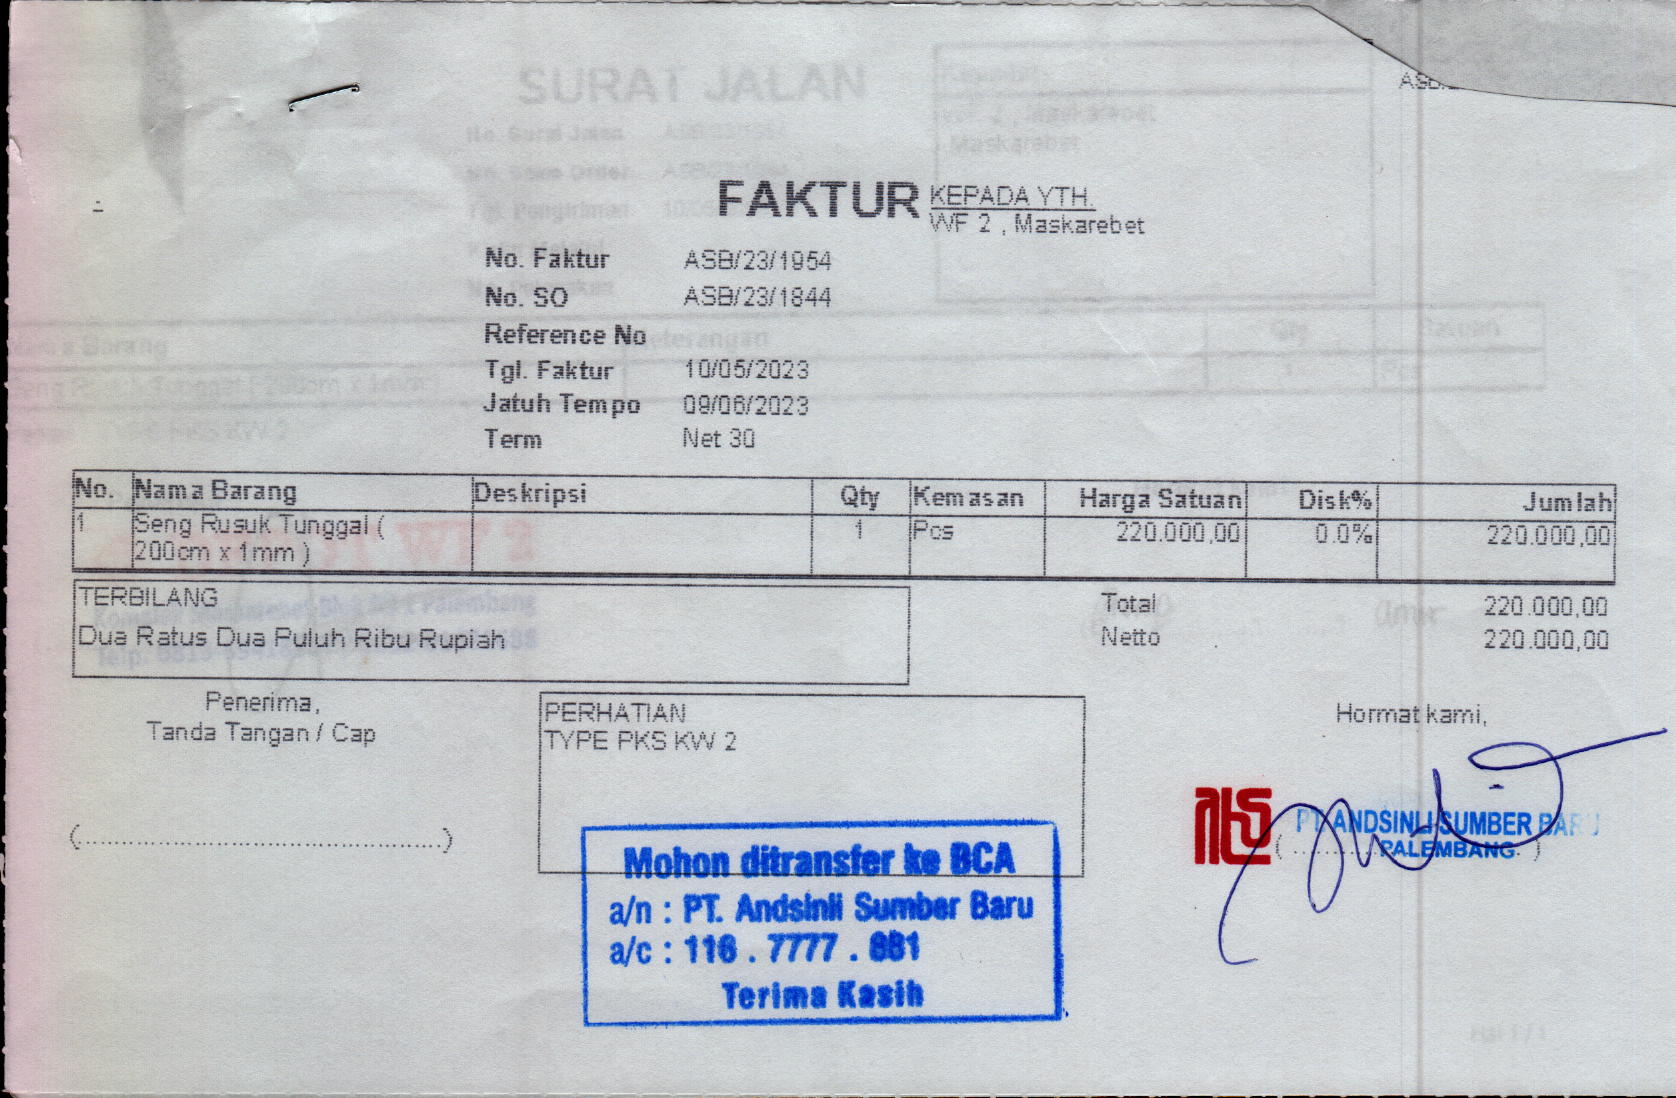 SURAT JALAN
FAKTUR
KEPADA YTH.
WF 2 , Maskarebet
No. Faktur ASB/23/1954
No. SO ASB/23/1844
Reference No
Tgl. Faktur 10/05/2023
Jatuh Tempo 09/06/2023
Term Net 30
No. Nama Barang Deskripsi Qty Kemasan Harga Satuan Disk% Jumlah
1 Seng Rusuk Tunggal ( 1 Pcs 220.000,00 0.0% 220.000,00
200cm x 1mm )
TERBILANG
Dua Ratus Dua Puluh Ribu Rupiah
Total 220.000,00
Netto 220.000,00
Penerima,
Tanda Tangan / Cap
PERHATIAN
TYPE PKS KW 2
Hormat kami,
PT. ANDSINLI SUMBER BARU
PALEMBANG
Mohon ditransfer ke BCA
a/n : PT. Andsinli Sumber Baru
a/c : 116 . 7777 . 881
Terima Kasih